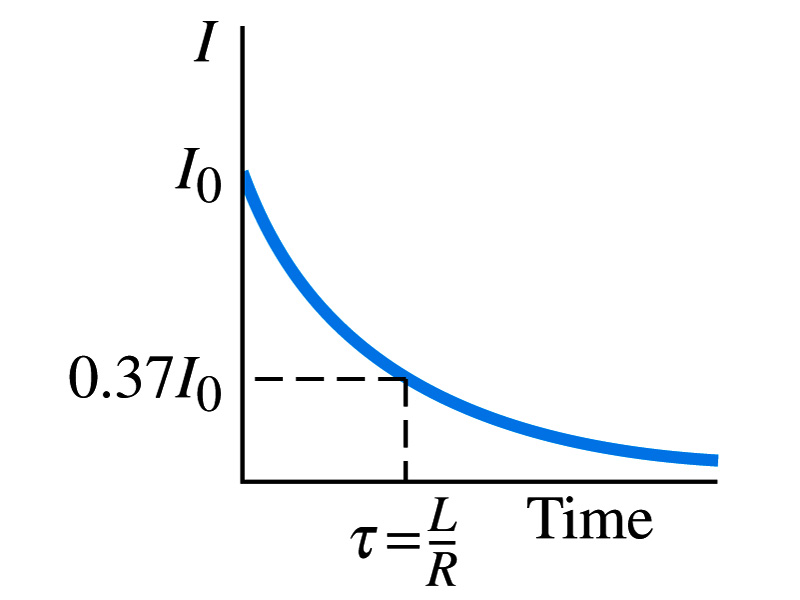 I
I₀
0.37I₀
τ = L/R
Time